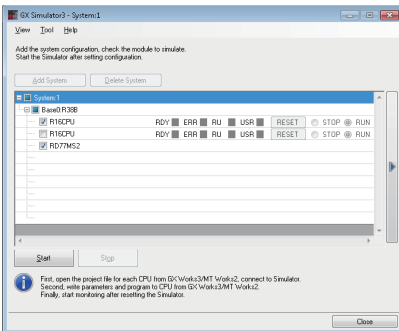 GX Simulator3 - System:1
View Tool Help
Add the system configuration, check the module to simulate.
Start the Simulator after setting configuration.
Add System Delete System
System:1
Base0:R38B
R16CPU RDY ERR RU USR RESET STOP RUN
R16CPU RDY ERR RU USR RESET STOP RUN
RD77MS2
Start Stop
First, open the project file for each CPU from GX Works3/MT Works2, connect to Simulator.
Second, write parameters and program to CPU from GX Works3/MT Works2.
Finally, start monitoring after resetting the Simulator.
Close